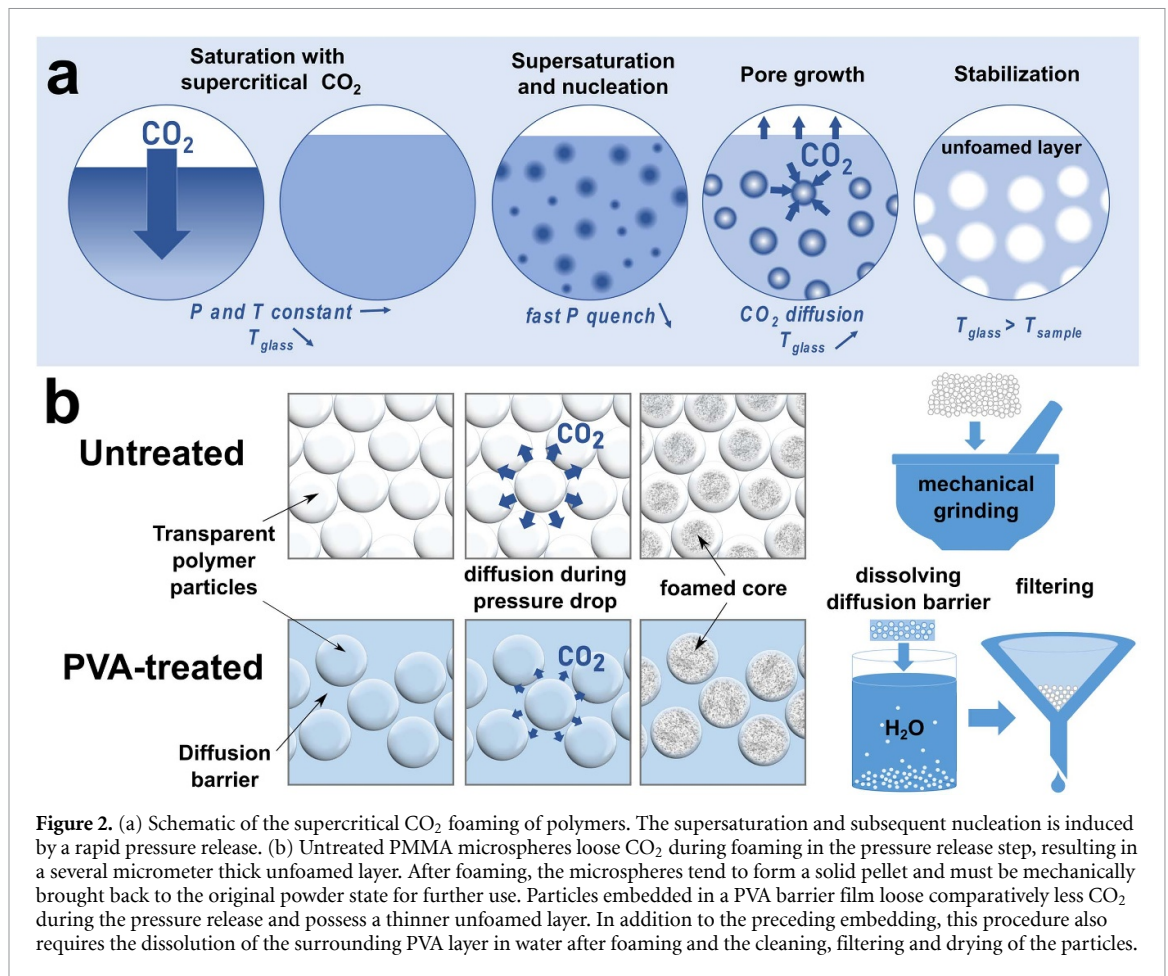 a
Saturation with
supercritical CO₂
Supersaturation
and nucleation
Pore growth
Stabilization
CO₂
CO₂
unfoamed layer
P and T constant →
T_glass ↘
fast P quench ↘
CO₂ diffusion
T_glass ↗
T_glass > T_sample
b
Untreated
CO₂
Transparent
polymer
particles
diffusion during
pressure drop
foamed core
mechanical
grinding
dissolving
diffusion barrier
filtering
PVA-treated
CO₂
Diffusion
barrier
H₂O
Figure 2. (a) Schematic of the supercritical CO₂ foaming of polymers. The supersaturation and subsequent nucleation is induced
by a rapid pressure release. (b) Untreated PMMA microspheres loose CO₂ during foaming in the pressure release step, resulting in
a several micrometer thick unfoamed layer. After foaming, the microspheres tend to form a solid pellet and must be mechanically
brought back to the original powder state for further use. Particles embedded in a PVA barrier film loose comparatively less CO₂
during the pressure release and possess a thinner unfoamed layer. In addition to the preceding embedding, this procedure also
requires the dissolution of the surrounding PVA layer in water after foaming and the cleaning, filtering and drying of the particles.